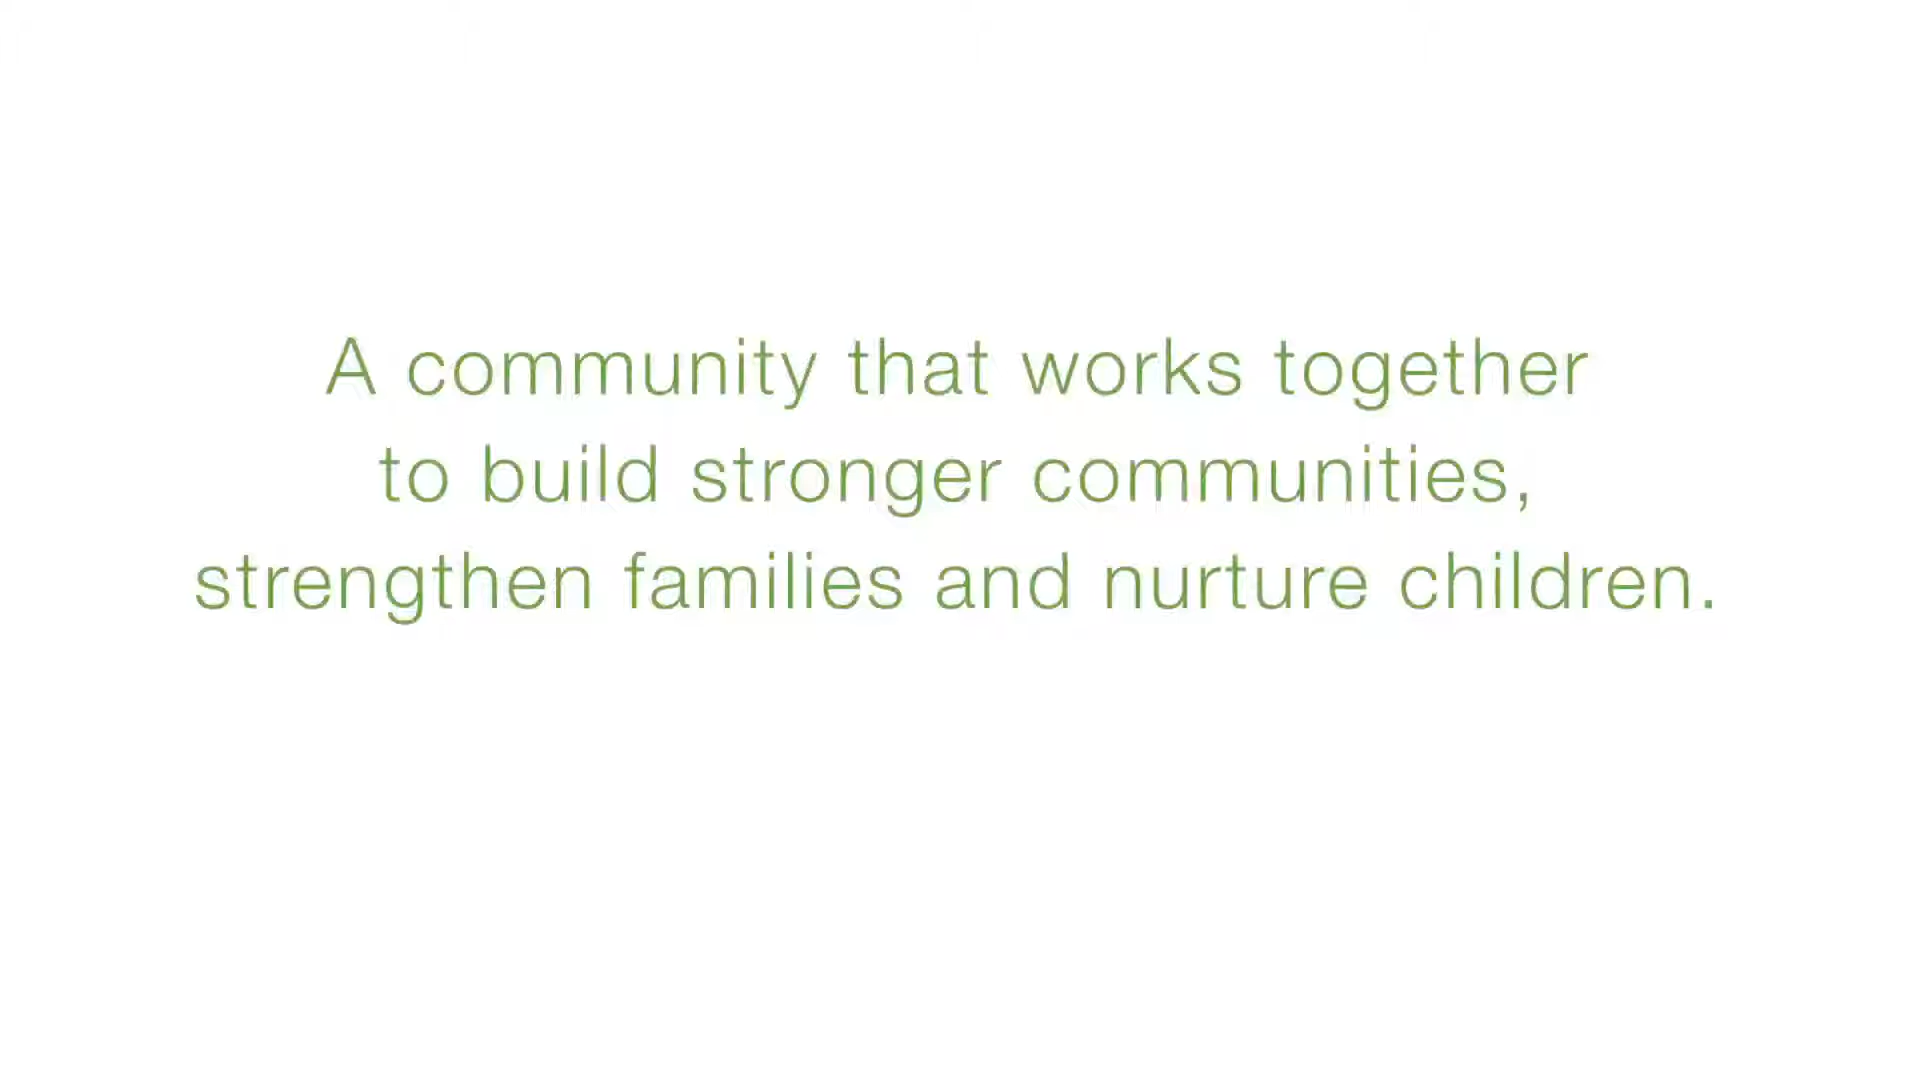 A community that works together
to build stronger communities,
strengthen families and nurture children.